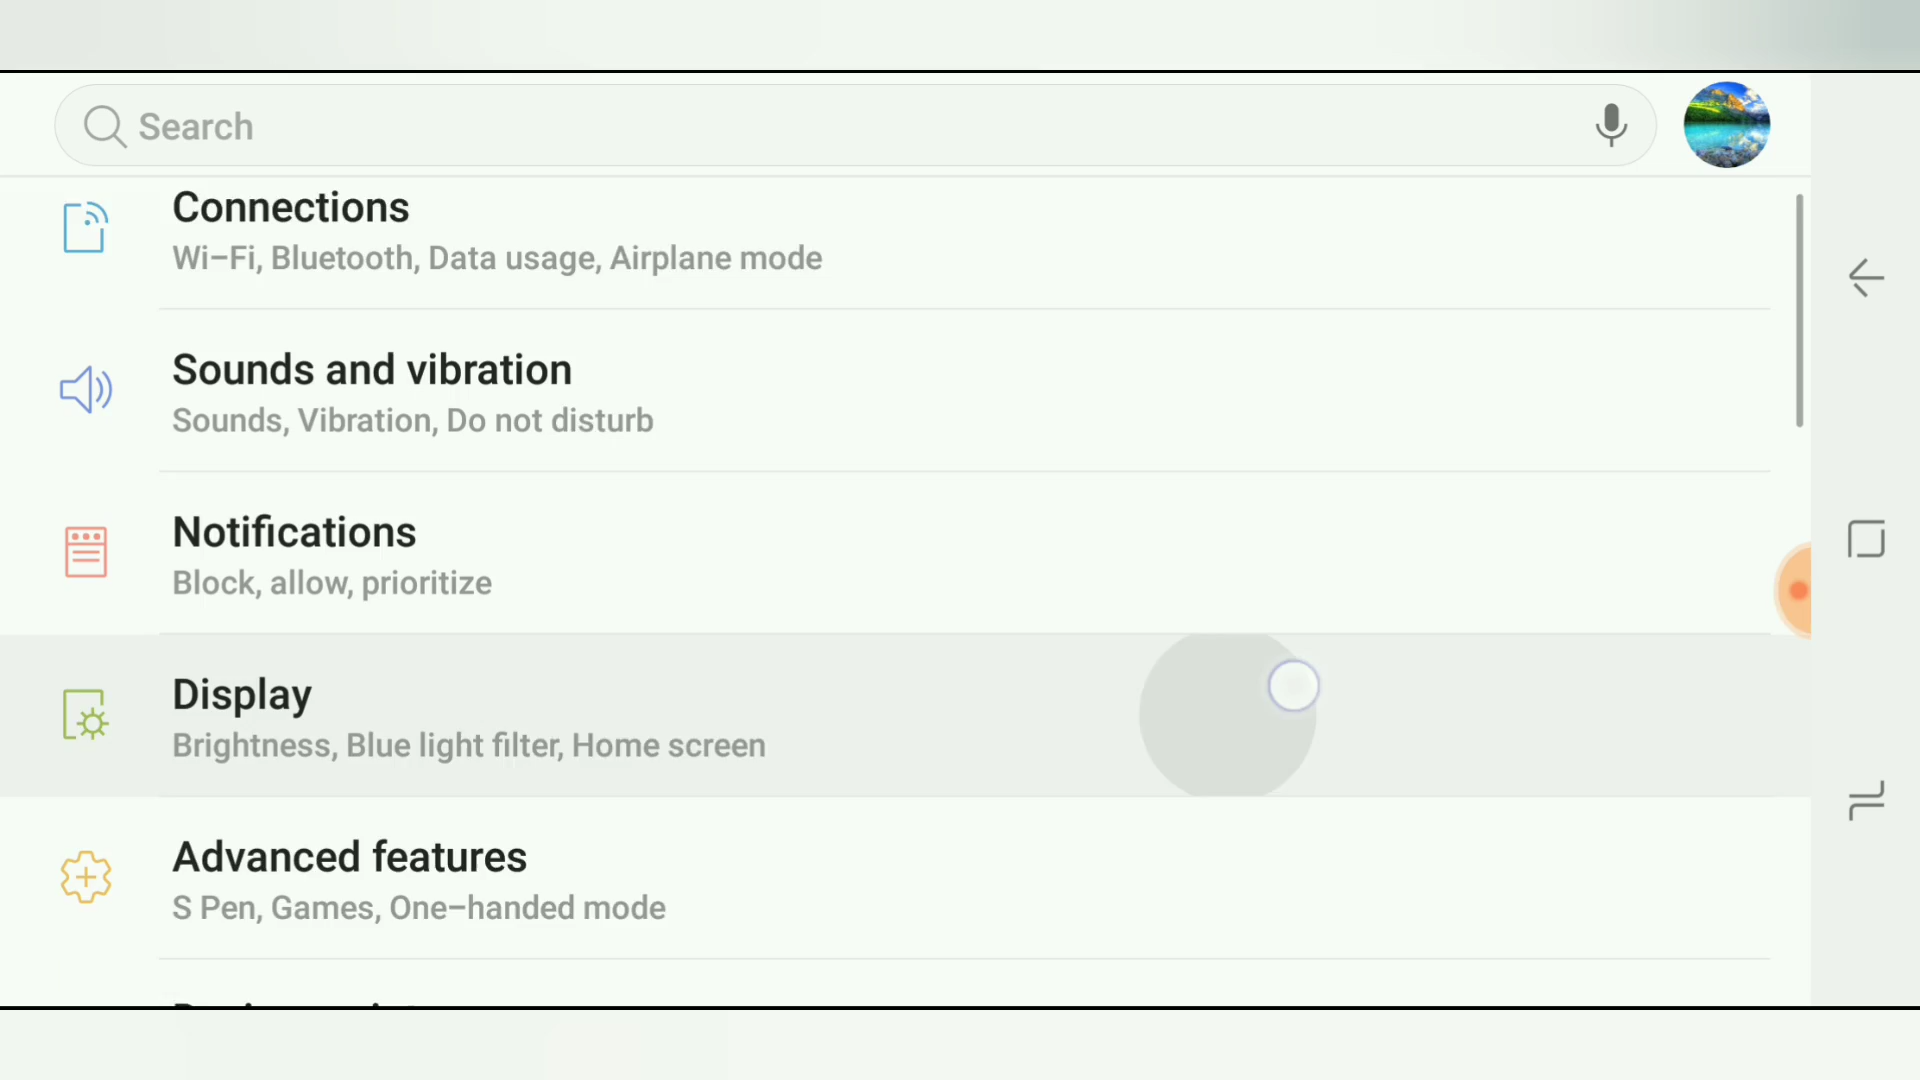 Search
Connections
Wi-Fi, Bluetooth, Data usage, Airplane mode
Sounds and vibration
Sounds, Vibration, Do not disturb
Notifications
Block, allow, prioritize
Display
Brightness, Blue light filter, Home screen
Advanced features
S Pen, Games, One-handed mode